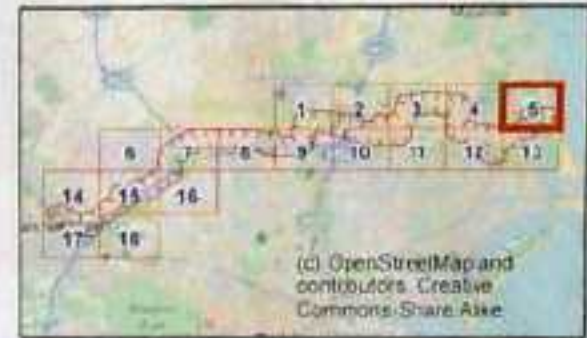 1 2 3 4 5
6 7 8 9 10 11 12 13
14 15 16
17 18
(c) OpenStreetMap and
contributors, Creative
Commons-Share Alike